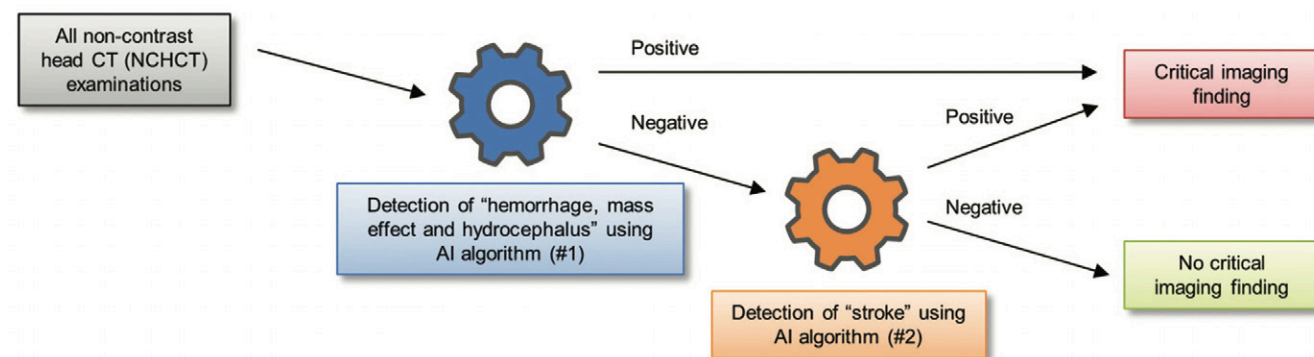 All non-contrast
head CT (NCHCT)
examinations
Positive
Critical imaging
finding
Negative
Positive
Detection of “hemorrhage, mass
effect and hydrocephalus” using
AI algorithm (#1)
Negative
No critical
imaging finding
Detection of “stroke” using
AI algorithm (#2)